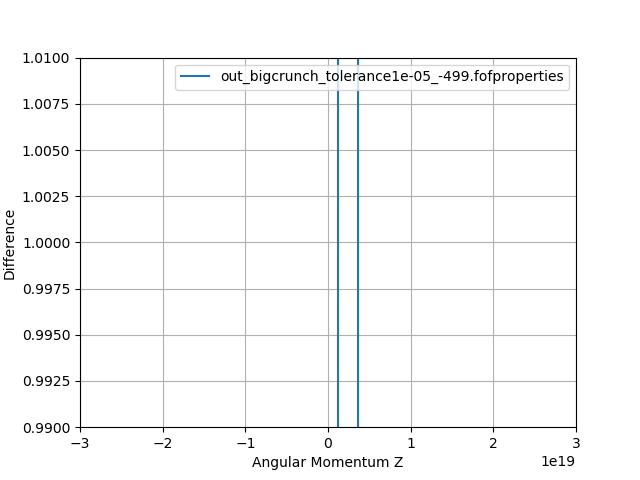 out_bigcrunch_tolerance1e-05_-499.fofproperties
1.0100
1.0075
1.0050
1.0025
1.0000
0.9975
0.9950
0.9925
0.9900
Difference
−3 −2 −1 0 1 2 3
1e19
Angular Momentum Z